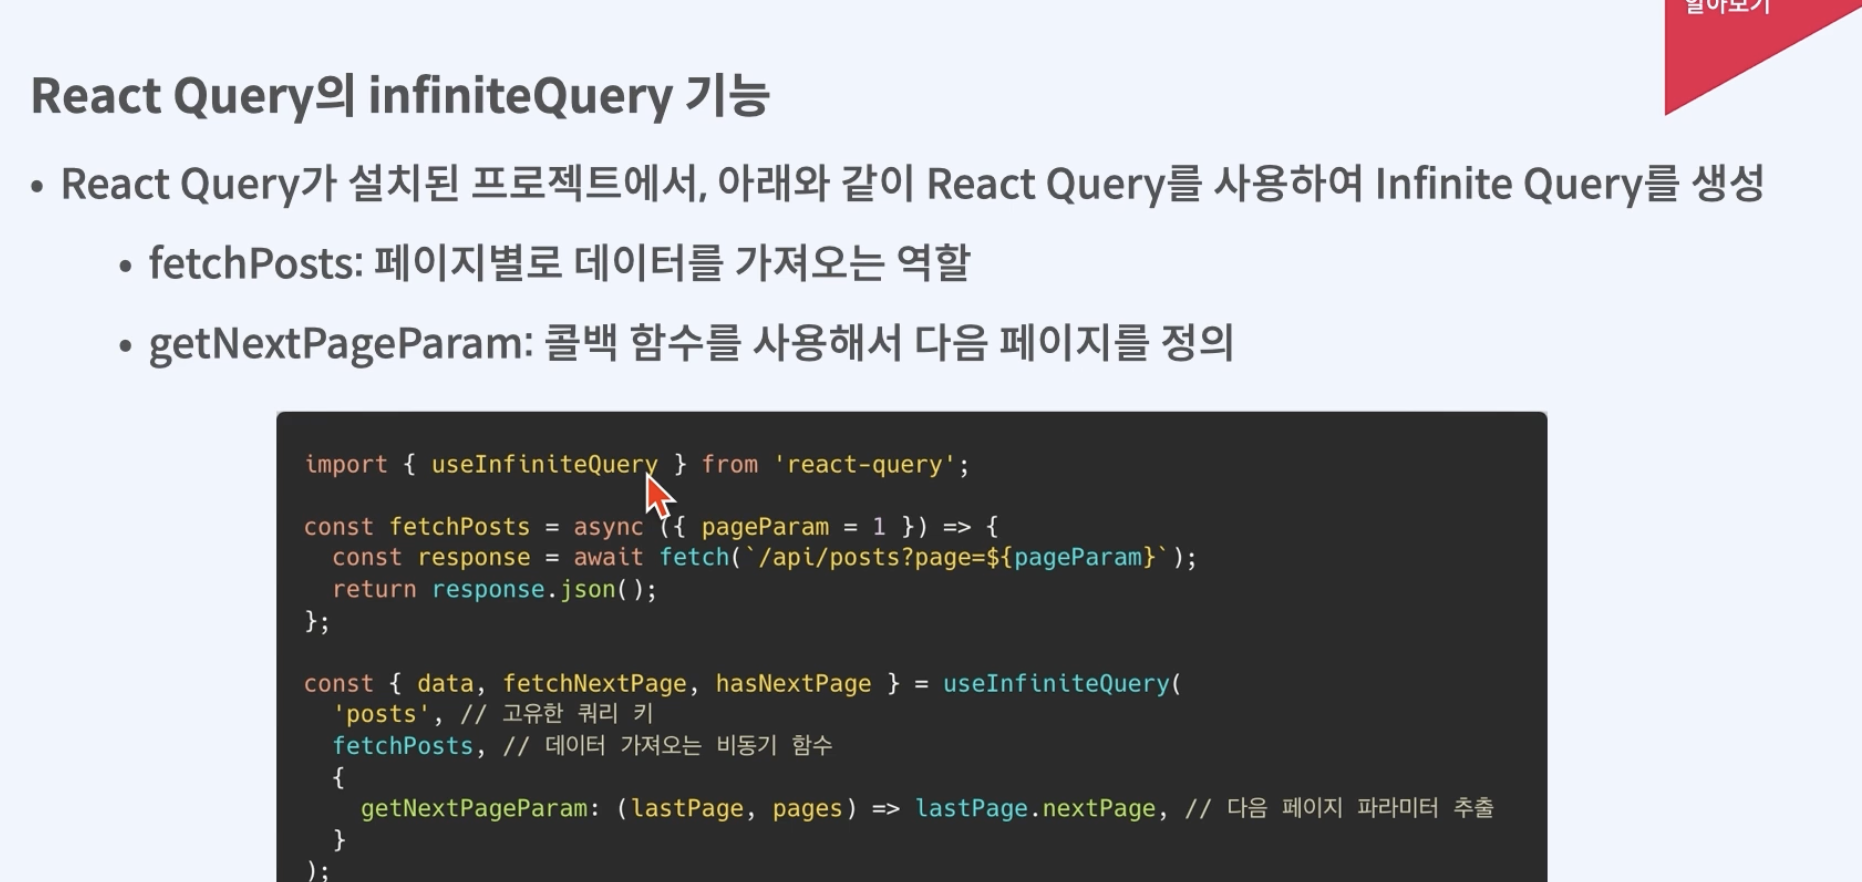 알아보기
React Query의 infiniteQuery 기능
• React Query가 설치된 프로젝트에서, 아래와 같이 React Query를 사용하여 Infinite Query를 생성
• fetchPosts: 페이지별로 데이터를 가져오는 역할
• getNextPageParam: 콜백 함수를 사용해서 다음 페이지를 정의
import { useInfiniteQuery } from 'react-query';
const fetchPosts = async ({ pageParam = 1 }) => {
  const response = await fetch(`/api/posts?page=${pageParam}`);
  return response.json();
};
const { data, fetchNextPage, hasNextPage } = useInfiniteQuery(
  'posts', // 고유한 쿼리 키
  fetchPosts, // 데이터 가져오는 비동기 함수
  {
    getNextPageParam: (lastPage, pages) => lastPage.nextPage, // 다음 페이지 파라미터 추출
  }
);